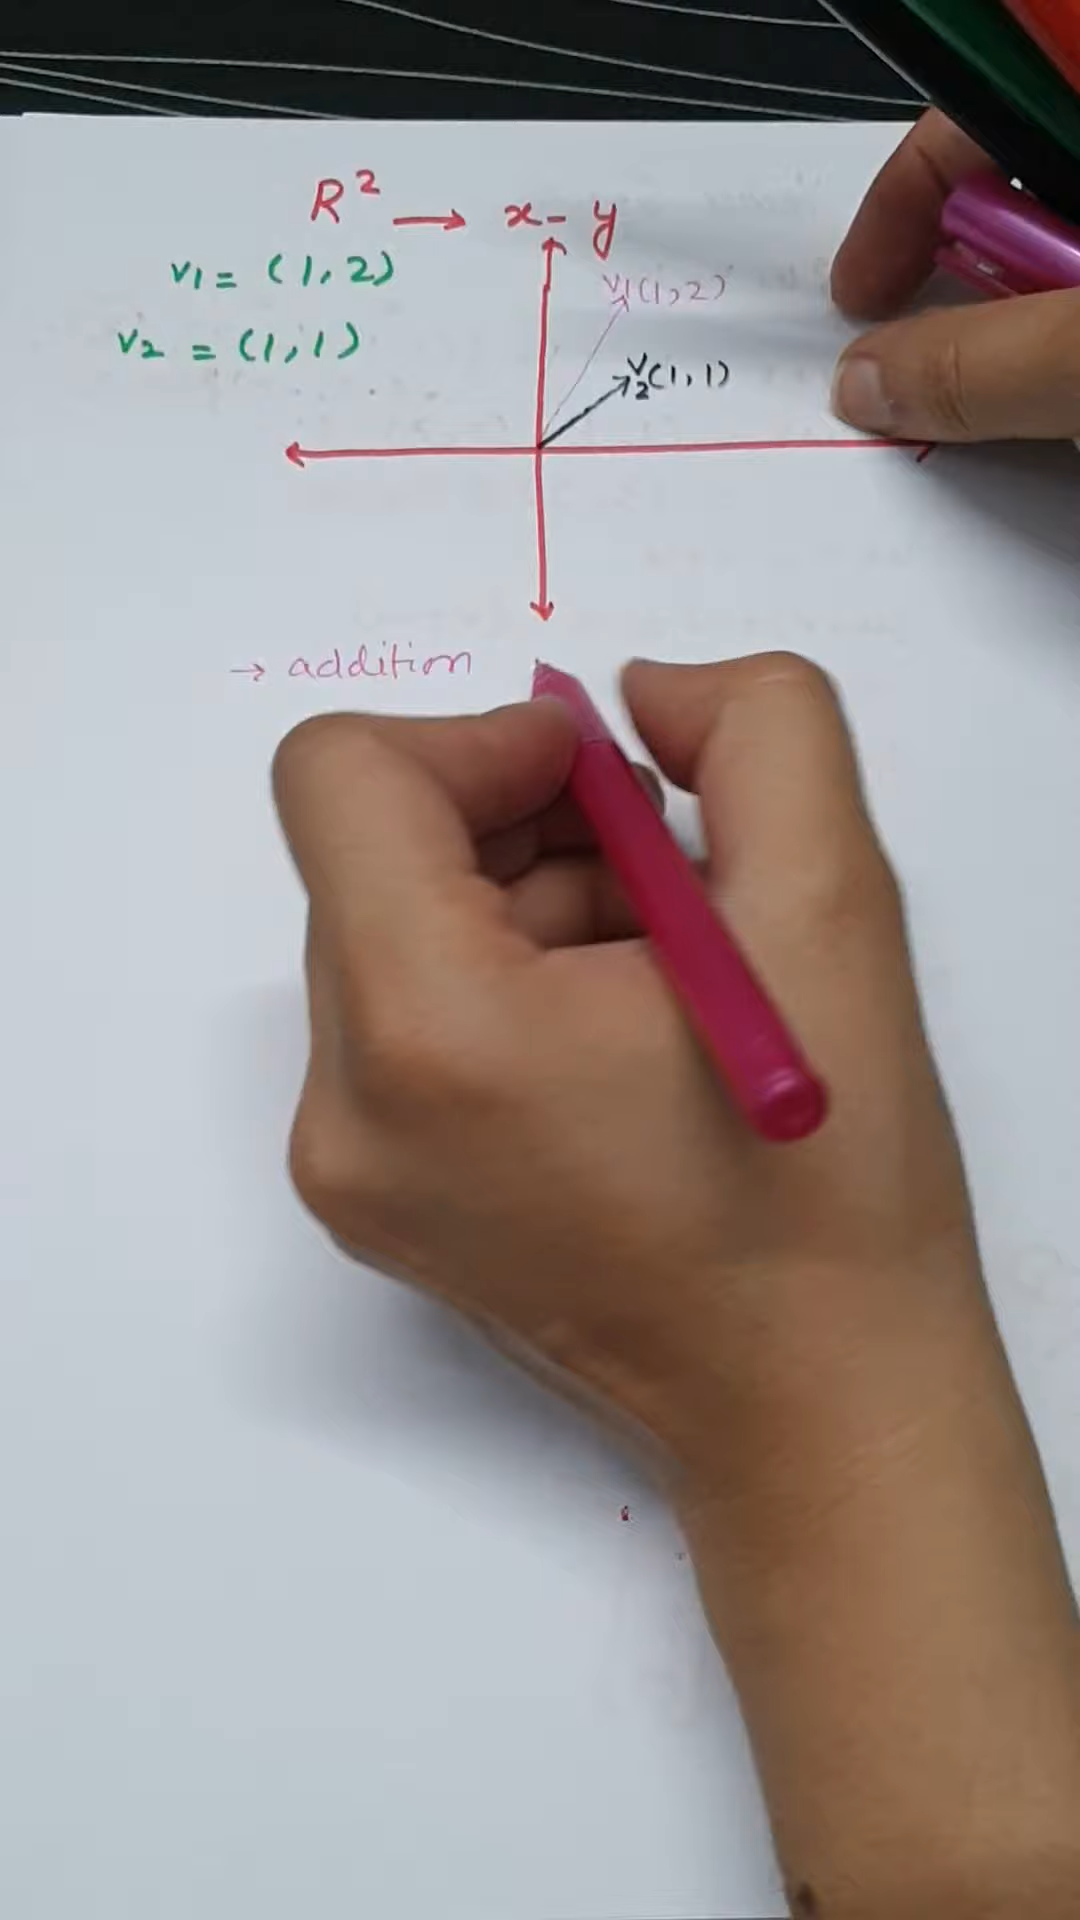 R² → x-y
v1 = (1,2)
v1(1,2)
v2 = (1,1)
v2(1,1)
→ addition